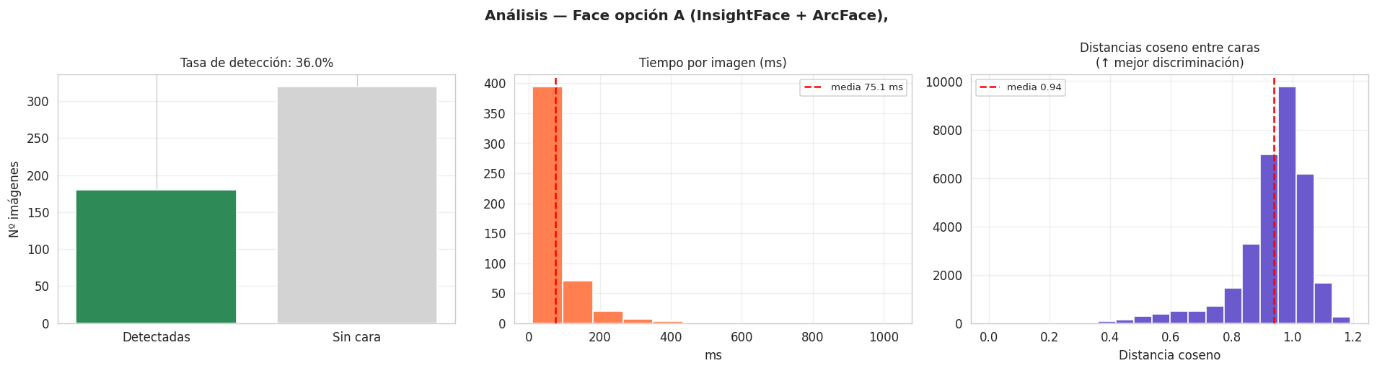 Análisis — Face opción A (InsightFace + ArcFace),
Tasa de detección: 36.0%
Nº imágenes
300
250
200
150
100
50
0
Detectadas
Sin cara
Tiempo por imagen (ms)
media 75.1 ms
400
350
300
250
200
150
100
50
0
0 200 400 600 800 1000
ms
Distancias coseno entre caras
(↑ mejor discriminación)
media 0.94
10000
8000
6000
4000
2000
0
0.0 0.2 0.4 0.6 0.8 1.0 1.2
Distancia coseno